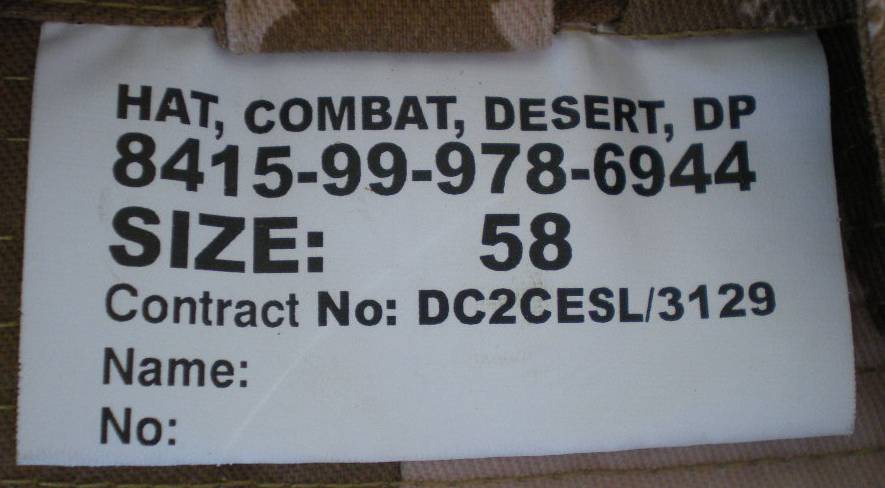 HAT, COMBAT, DESERT, DP
8415-99-978-6944
SIZE: 58
Contract No: DC2CESL/3129
Name:
No: